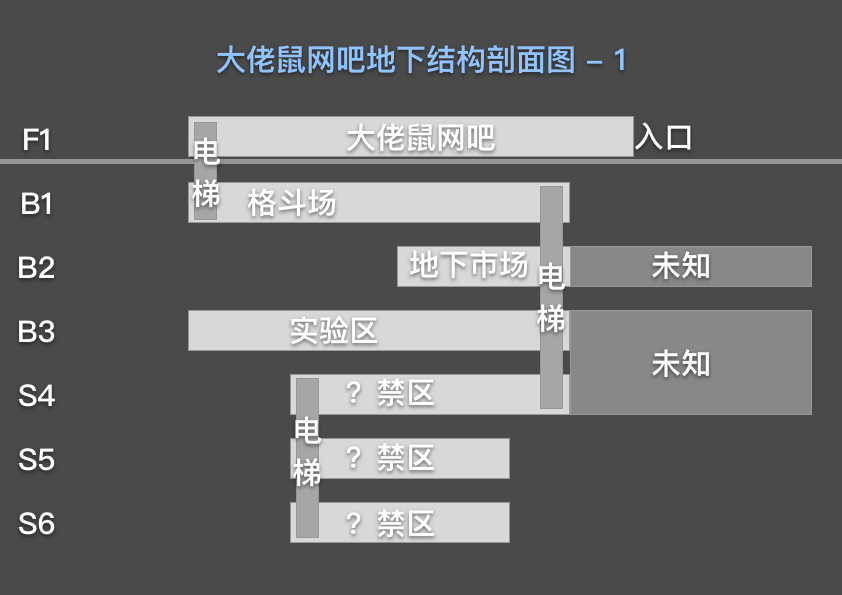 大佬鼠网吧地下结构剖面图 – 1
F1
大佬鼠网吧
入口
电梯
B1
格斗场
B2
地下市场
未知
电梯
B3
实验区
未知
S4
？禁区
电梯
S5
？禁区
S6
？禁区